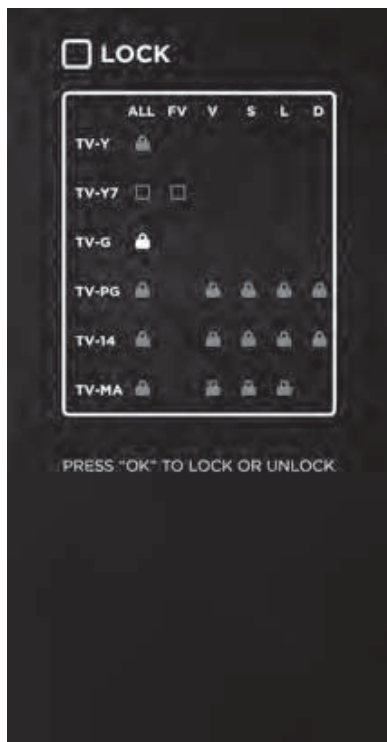 LOCK
ALL FV V S L D
TV-Y
TV-Y7
TV-G
TV-PG
TV-14
TV-MA
PRESS "OK" TO LOCK OR UNLOCK